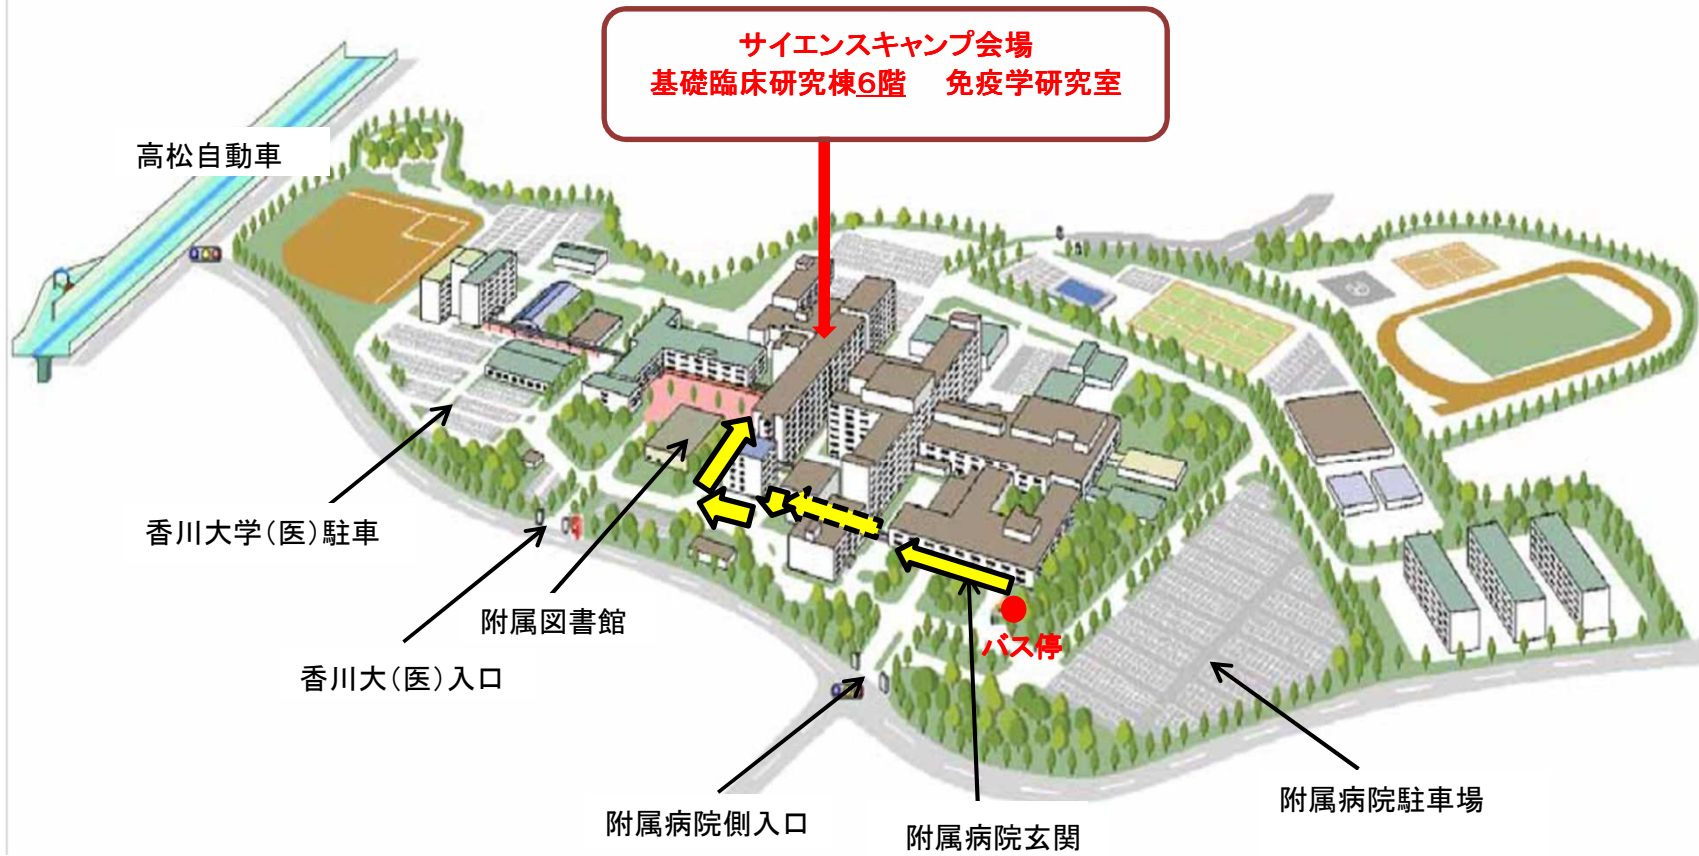 サイエンスキャンプ会場
基礎臨床研究棟6階　免疫学研究室
高松自動車
香川大学(医)駐車
附属図書館
香川大(医)入口
バス停
附属病院側入口
附属病院玄関
附属病院駐車場